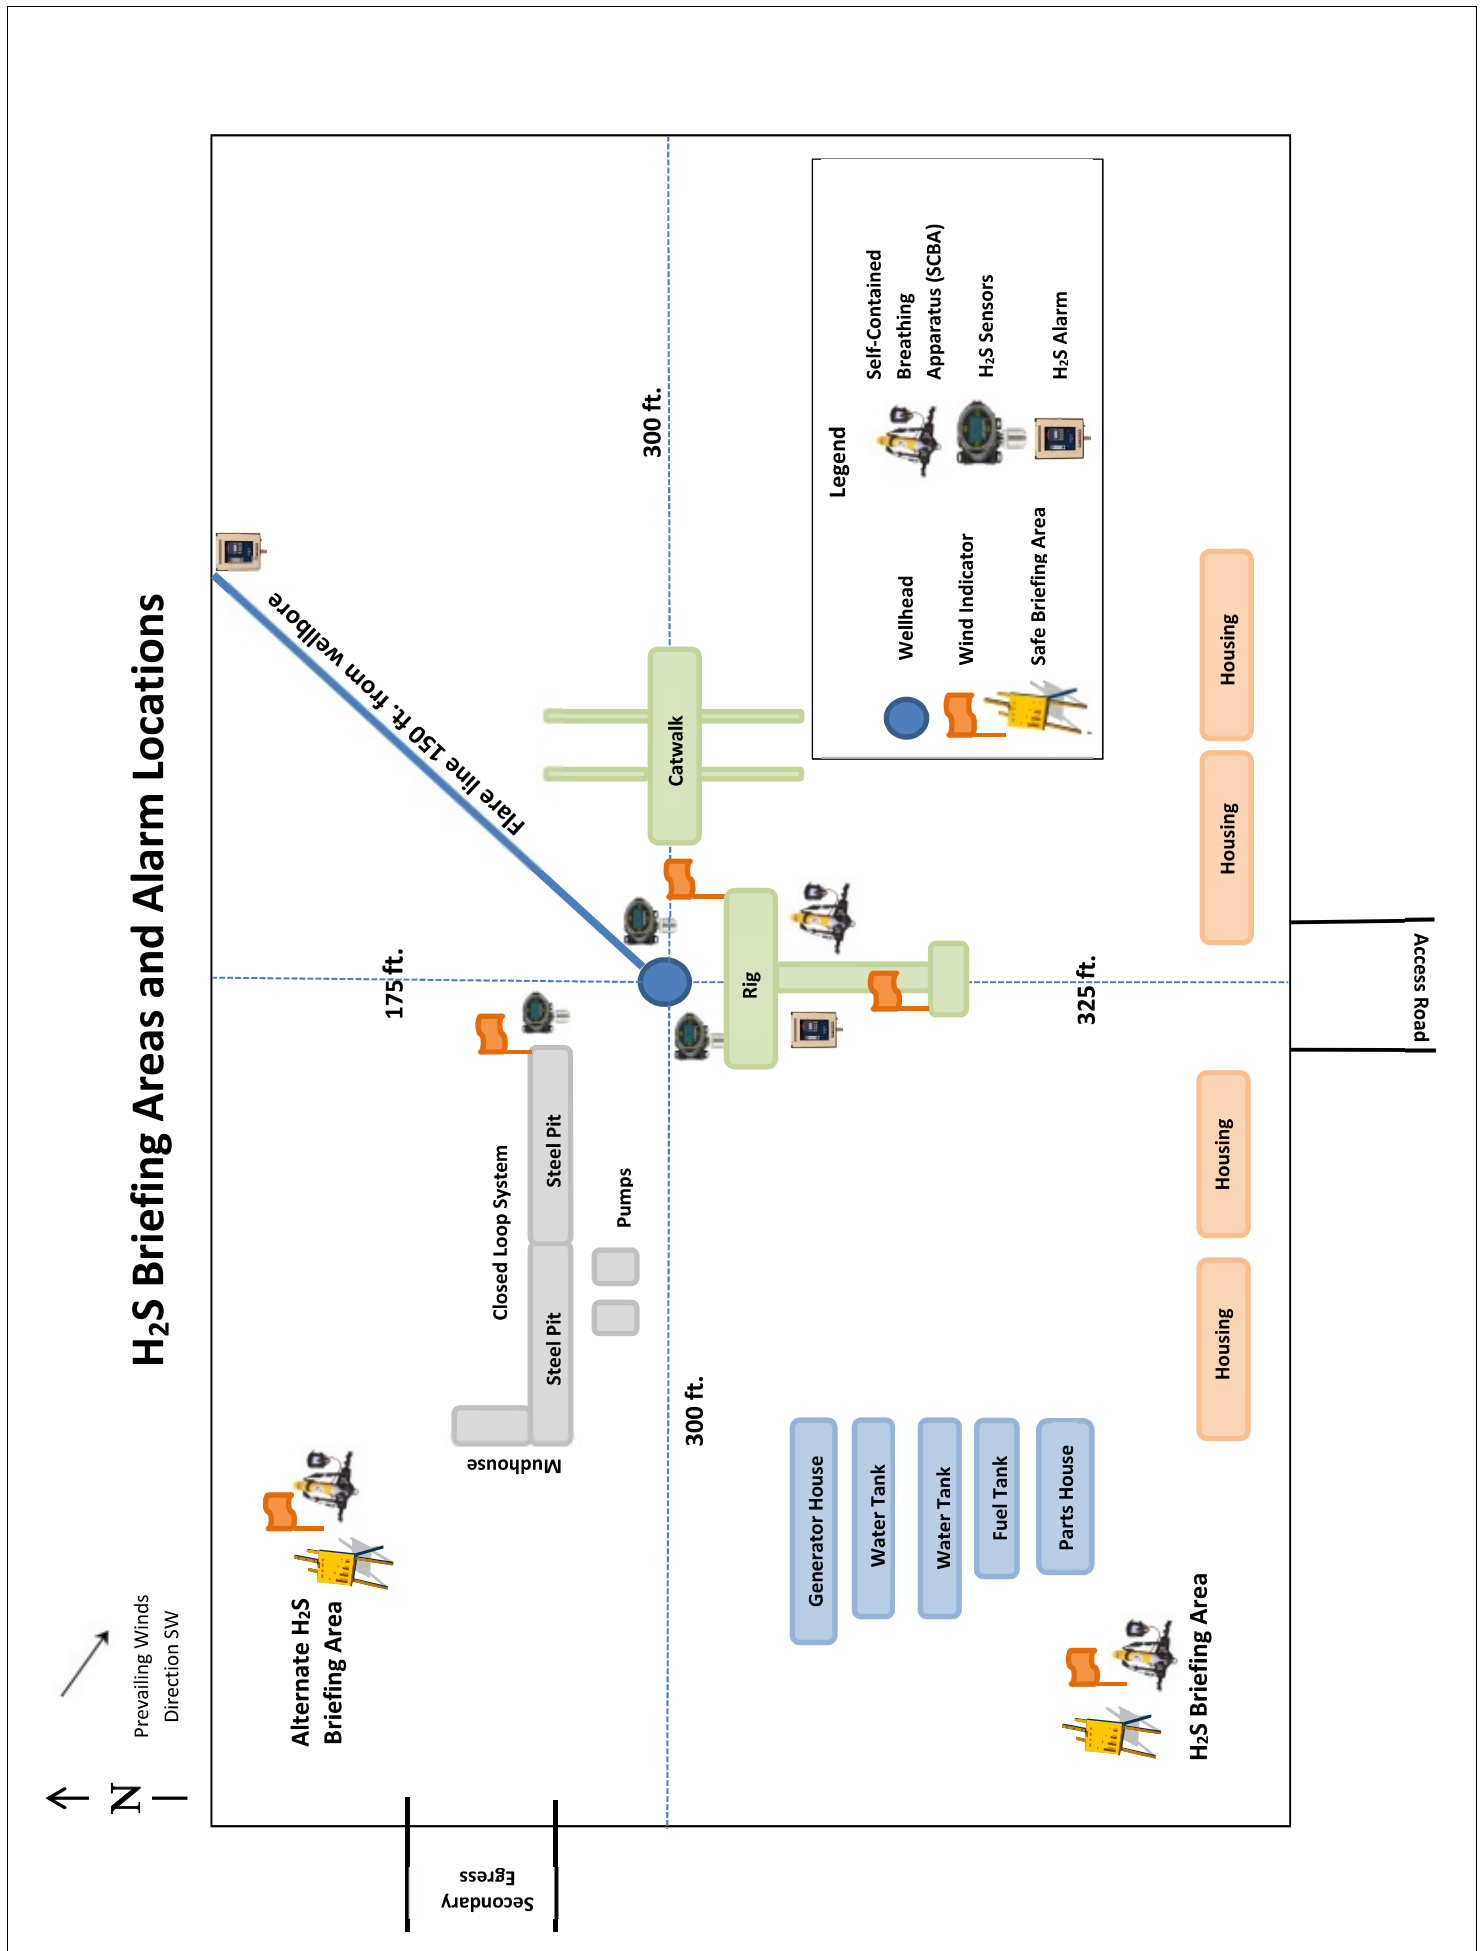 H₂S Briefing Areas and Alarm Locations
N
Prevailing Winds
Direction SW
Alternate H₂S
Briefing Area
Secondary
Egress
Mudhouse
Closed Loop System
Steel Pit
Steel Pit
Pumps
175 ft.
Flare line 150 ft. from wellbore
300 ft.
300 ft.
Catwalk
Rig
325 ft.
Generator House
Water Tank
Water Tank
Fuel Tank
Parts House
H₂S Briefing Area
Legend
Wellhead
Wind Indicator
Safe Briefing Area
Self-Contained
Breathing
Apparatus (SCBA)
H₂S Sensors
H₂S Alarm
Housing
Housing
Housing
Housing
Access Road